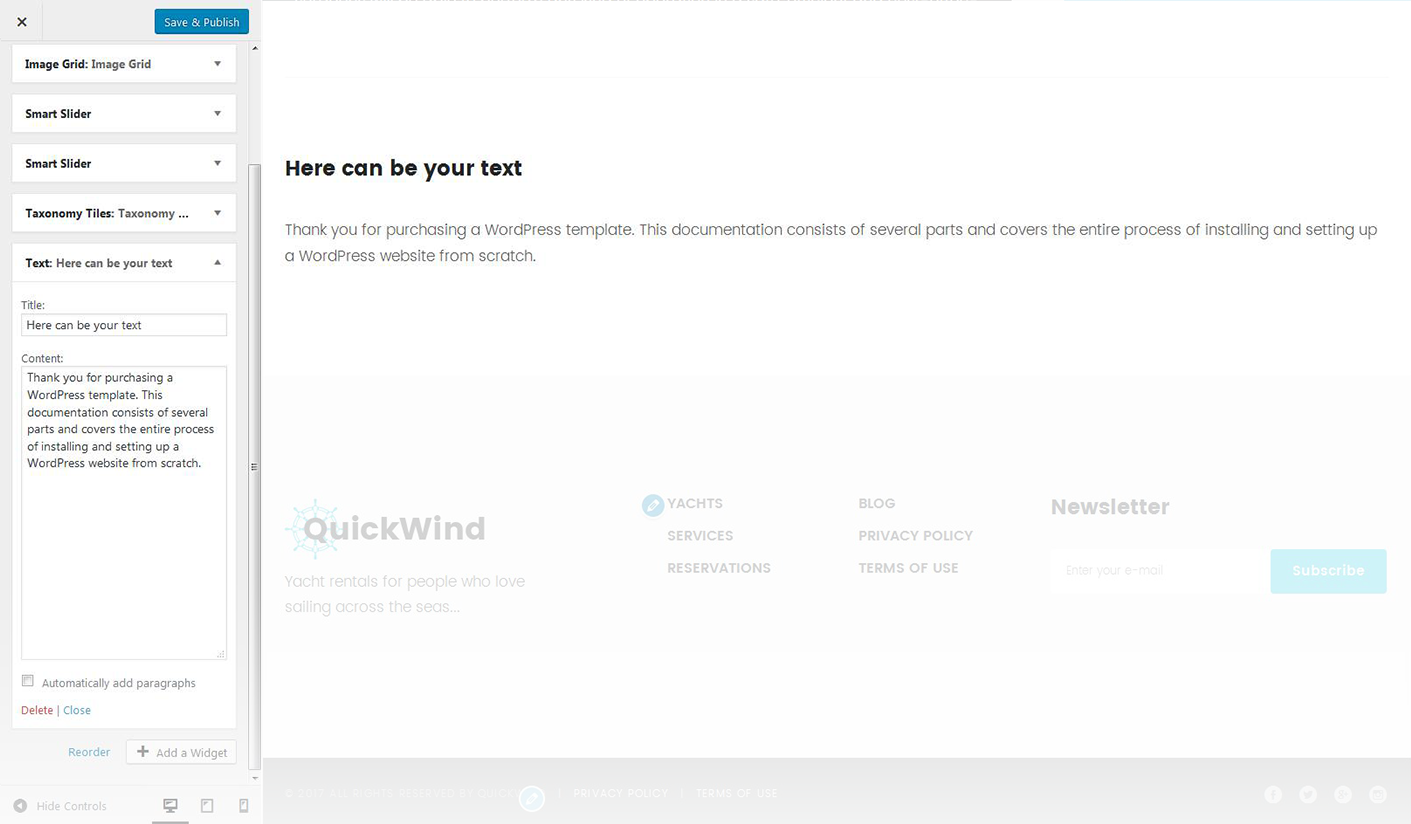 Save & Publish
Image Grid: Image Grid
Smart Slider
Smart Slider
Taxonomy Tiles: Taxonomy ...
Text: Here can be your text
Title:
Here can be your text
Content:
Thank you for purchasing a
WordPress template. This
documentation consists of several
parts and covers the entire process
of installing and setting up a
WordPress website from scratch.
Automatically add paragraphs
Delete | Close
Reorder
Add a Widget
Hide Controls
Here can be your text
Thank you for purchasing a WordPress template. This documentation consists of several parts and covers the entire process of installing and setting up
a WordPress website from scratch.
QuickWind
Yacht rentals for people who love
sailing across the seas...
YACHTS
SERVICES
RESERVATIONS
BLOG
PRIVACY POLICY
TERMS OF USE
Newsletter
Enter your e-mail
Subscribe
© 2017 ALL RIGHTS RESERVED BY | PRIVACY POLICY | TERMS OF USE